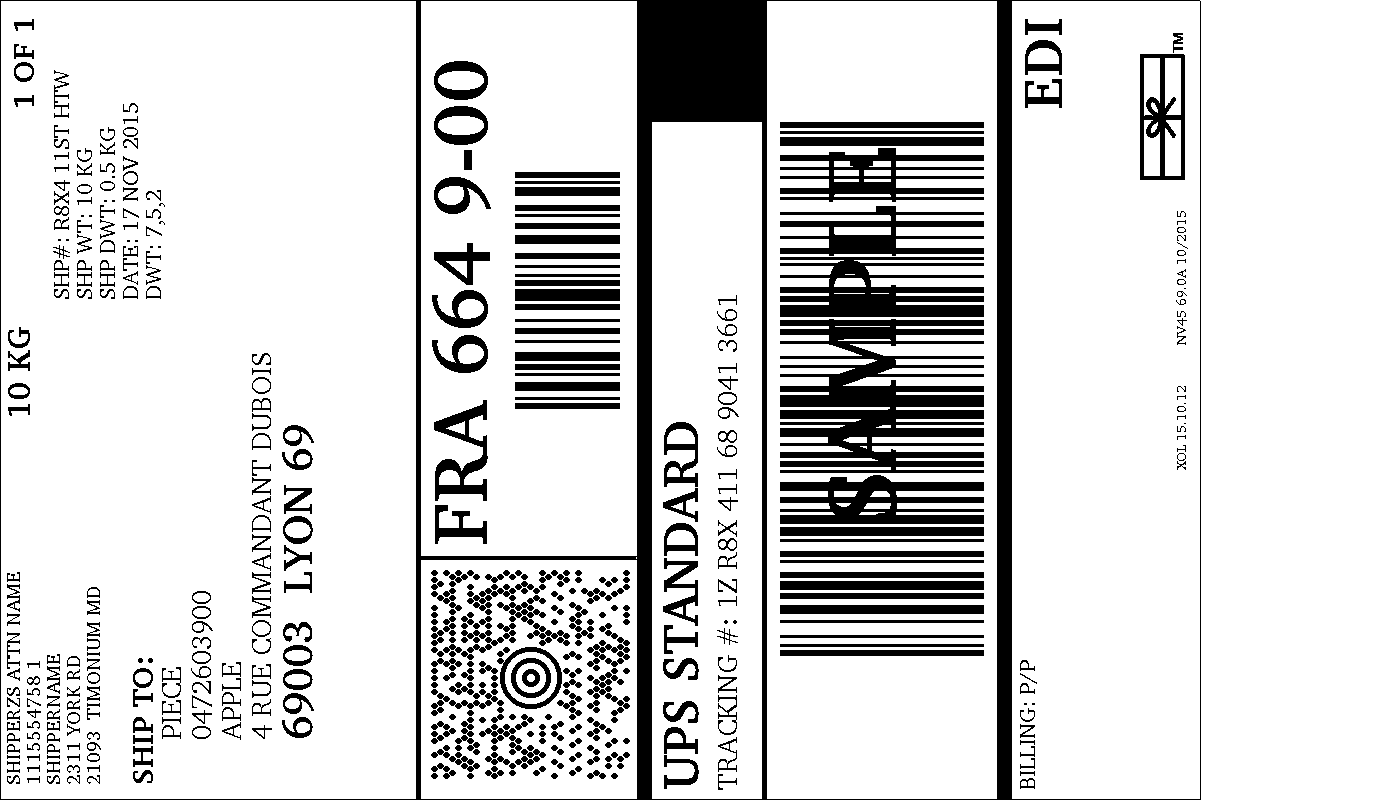 SHIPPERZS ATTN NAME
1115554758 1
SHIPPERNAME
2311 YORK RD
21093 TIMONIUM MD
10 KG
1 OF 1
SHP#: R8X4 11ST HTW
SHP WT: 10 KG
SHP DWT: 0.5 KG
DATE: 17 NOV 2015
DWT: 7,5,2
SHIP TO:
PIECE
0472603900
APPLE
4 RUE COMMANDANT DUBOIS
69003 LYON 69
FRA 664 9-00
UPS STANDARD
TRACKING #: 1Z R8X 411 68 9041 3661
SAMPLE
BILLING: P/P
EDI
TM
XOL 15.10.12 NV45 69.0A 10/2015